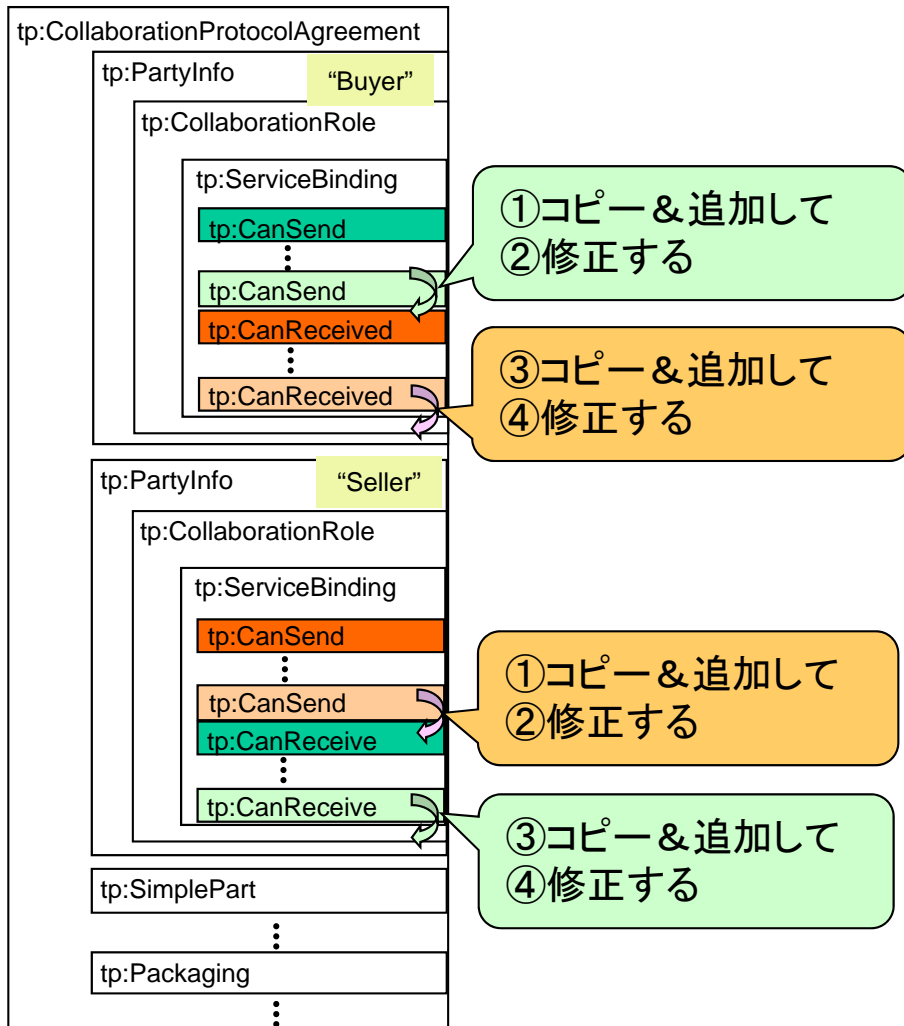 tp:CollaborationProtocolAgreement
tp:PartyInfo
“Buyer”
tp:CollaborationRole
tp:ServiceBinding
tp:CanSend
tp:CanSend
tp:CanReceived
tp:CanReceived
①コピー＆追加して
②修正する
③コピー＆追加して
④修正する
tp:PartyInfo
“Seller”
tp:CollaborationRole
tp:ServiceBinding
tp:CanSend
tp:CanSend
tp:CanReceive
tp:CanReceive
①コピー＆追加して
②修正する
③コピー＆追加して
④修正する
tp:SimplePart
tp:Packaging